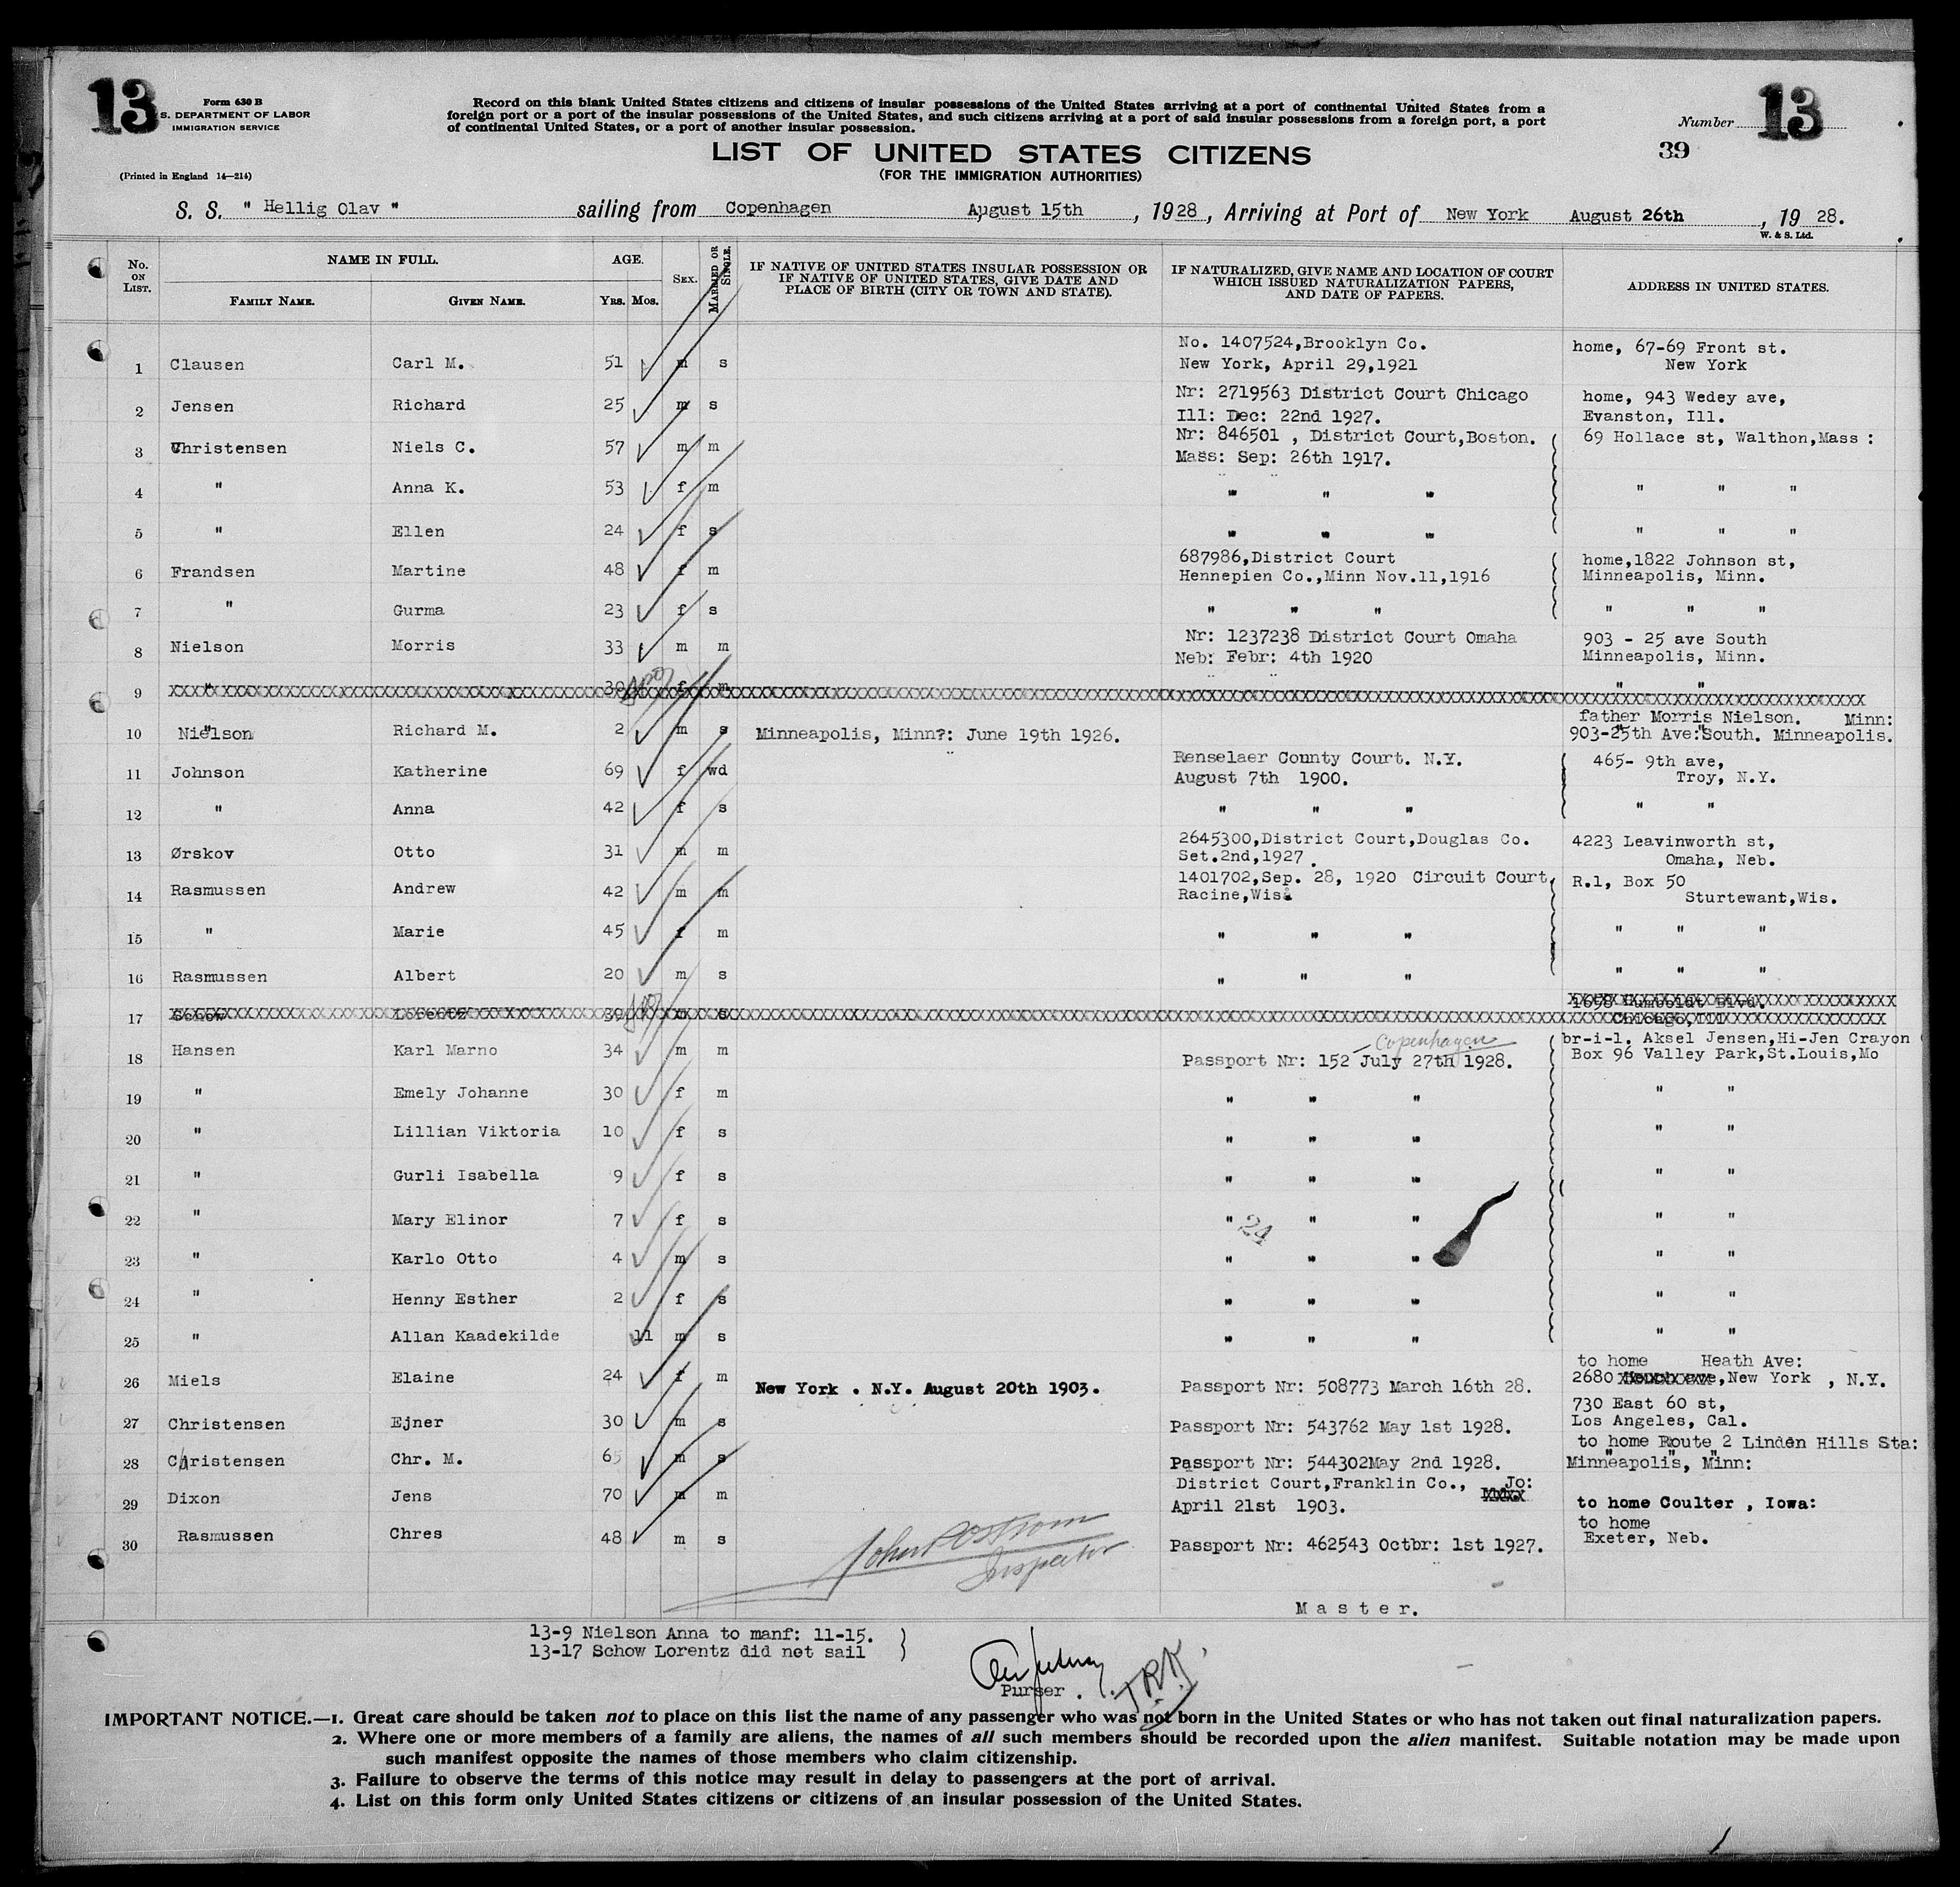 13
Form 630 B
S. DEPARTMENT OF LABOR
IMMIGRATION SERVICE
(Printed in England 14—214)
Record on this blank United States citizens and citizens of insular possessions of the United States arriving at a port of continental United States from a
foreign port or a port of the insular possessions of the United States, and such citizens arriving at a port of said insular possessions from a foreign port, a port
of continental United States, or a port of another insular possession.
Number 13
39
LIST OF UNITED STATES CITIZENS
(FOR THE IMMIGRATION AUTHORITIES)
S. S. " Hellig Olav " sailing from Copenhagen August 15th , 1928, Arriving at Port of New York August 26th , 19 28.
W. & S. Ltd.
No. ON LIST.
NAME IN FULL.
FAMILY NAME. GIVEN NAME.
AGE.
YRS. MOS.
SEX.
MARRIED OR SINGLE.
IF NATIVE OF UNITED STATES INSULAR POSSESSION OR
IF NATIVE OF UNITED STATES, GIVE DATE AND
PLACE OF BIRTH (CITY OR TOWN AND STATE).
IF NATURALIZED, GIVE NAME AND LOCATION OF COURT
WHICH ISSUED NATURALIZATION PAPERS,
AND DATE OF PAPERS.
ADDRESS IN UNITED STATES.
No. 1407524,Brooklyn Co. home, 67-69 Front st.
1 Clausen Carl M. 51 m s New York, April 29,1921 New York
Nr: 2719563 District Court Chicago home, 943 Wedey ave,
2 Jensen Richard 25 m s Ill: Dec: 22nd 1927. Evanston, Ill.
Nr: 846501 , District Court,Boston. 69 Hollace st, Walthon,Mass :
3 Christensen Niels C. 57 m m Mass: Sep: 26th 1917.
4 " Anna K. 53 f m " " " " " "
5 " Ellen 24 f s " " " " " "
687986,District Court home,1822 Johnson st,
6 Frandsen Martine 48 f m Hennepien Co.,Minn Nov.11,1916 Minneapolis, Minn.
7 " Gurma 23 f s " " " " " "
Nr: 1237238 District Court Omaha 903 - 25 ave South
8 Nielson Morris 33 m m Neb: Febr: 4th 1920 Minneapolis, Minn.
9 " 30 f m " "
father Morris Nielson. Minn:
10 Nielson Richard M. 2 m s Minneapolis, Minn?: June 19th 1926. 903-25th Ave:South. Minneapolis.
Renselaer County Court. N.Y. 465- 9th ave,
11 Johnson Katherine 69 f wd August 7th 1900. Troy, N.Y.
12 " Anna 42 f s " " " " "
2645300,District Court,Douglas Co. 4223 Leavinworth st,
13 Ørskov Otto 31 m m Set.2nd,1927. Omaha, Neb.
1401702,Sep. 28, 1920 Circuit Court, R.1, Box 50
14 Rasmussen Andrew 42 m m Racine,Wis. Sturtewant,Wis.
15 " Marie 45 f m " " " " " "
16 Rasmussen Albert 20 m s " " " " " "
1658 Humboldt Blvd.
17 Schow Lorentz 30 m s Chicago,Ill
Copenhagen br-i-l. Aksel Jensen,Hi-Jen Crayon
18 Hansen Karl Marno 34 m m Passport Nr: 152 July 27th 1928. Box 96 Valley Park,St.Louis,Mo
19 " Emely Johanne 30 f m " " " " "
20 " Lillian Viktoria 10 f s " " " " "
21 " Gurli Isabella 9 f s " " " " "
22 " Mary Elinor 7 f s " 24 " " " "
23 " Karlo Otto 4 m s " " " " "
24 " Henny Esther 2 f s " " " " "
25 " Allan Kaadekilde 11 m s " " " " "
to home Heath Ave:
26 Miels Elaine 24 f m New York . N.Y. August 20th 1903. Passport Nr: 508773 March 16th 28. 2680 ,New York , N.Y.
730 East 60 st,
27 Christensen Ejner 30 m s Passport Nr: 543762 May 1st 1928. Los Angeles, Cal.
to home Route 2 Linden Hills Sta:
28 Christensen Chr. M. 65 m s Passport Nr: 544302May 2nd 1928. Minneapolis, Minn:
District Court,Franklin Co., Jo:
29 Dixon Jens 70 m m April 21st 1903. to home Coulter , Iowa:
to home
30 Rasmussen Chres 48 m s Passport Nr: 462543 Octbr: 1st 1927. Exeter, Neb.
John P Ostrom
Inspector
Master.
13-9 Nielson Anna to manf: 11-15.
13-17 Schow Lorentz did not sail
Purser .
IMPORTANT NOTICE.—1. Great care should be taken not to place on this list the name of any passenger who was not born in the United States or who has not taken out final naturalization papers.
2. Where one or more members of a family are aliens, the names of all such members should be recorded upon the alien manifest. Suitable notation may be made upon
such manifest opposite the names of those members who claim citizenship.
3. Failure to observe the terms of this notice may result in delay to passengers at the port of arrival.
4. List on this form only United States citizens or citizens of an insular possession of the United States.